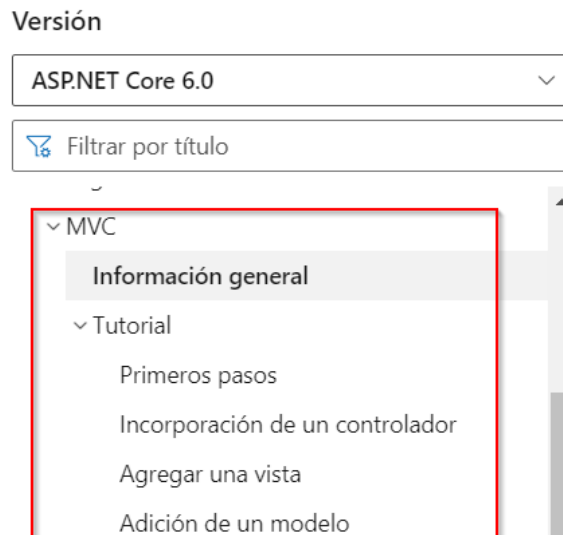 Versión
ASP.NET Core 6.0
Filtrar por título
MVC
Información general
Tutorial
Primeros pasos
Incorporación de un controlador
Agregar una vista
Adición de un modelo